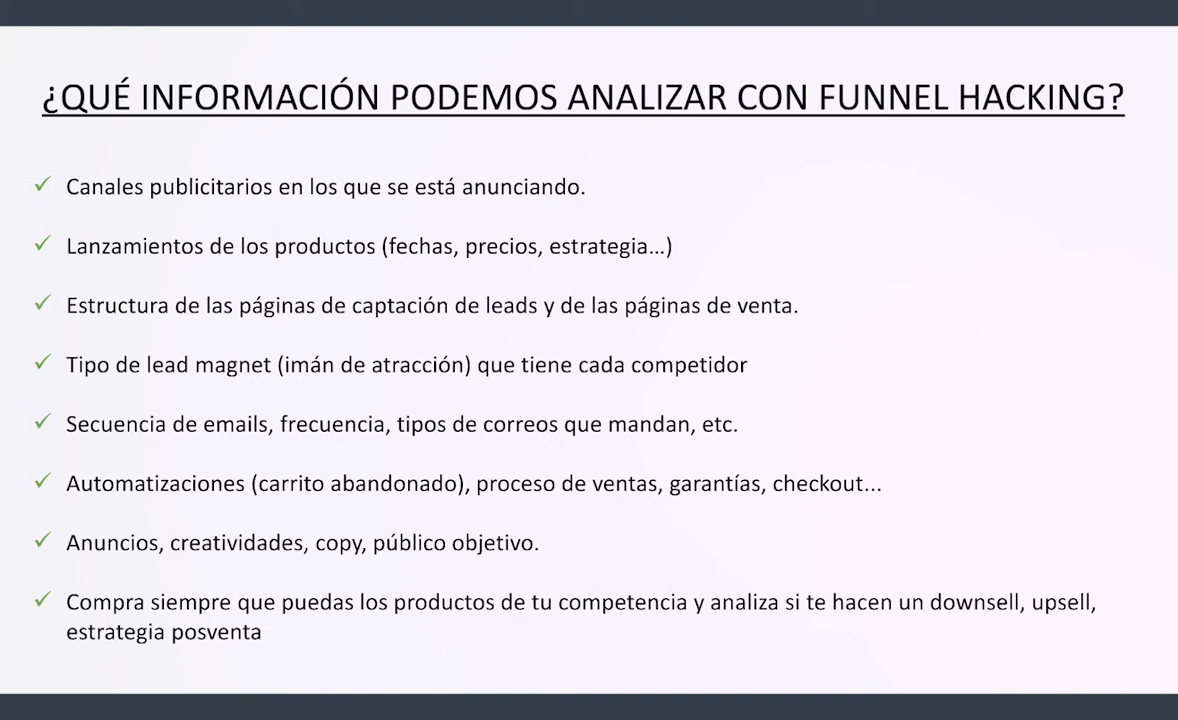 ¿QUÉ INFORMACIÓN PODEMOS ANALIZAR CON FUNNEL HACKING?
✓ Canales publicitarios en los que se está anunciando.
✓ Lanzamientos de los productos (fechas, precios, estrategia...)
✓ Estructura de las páginas de captación de leads y de las páginas de venta.
✓ Tipo de lead magnet (imán de atracción) que tiene cada competidor
✓ Secuencia de emails, frecuencia, tipos de correos que mandan, etc.
✓ Automatizaciones (carrito abandonado), proceso de ventas, garantías, checkout...
✓ Anuncios, creatividades, copy, público objetivo.
✓ Compra siempre que puedas los productos de tu competencia y analiza si te hacen un downsell, upsell,
estrategia posventa